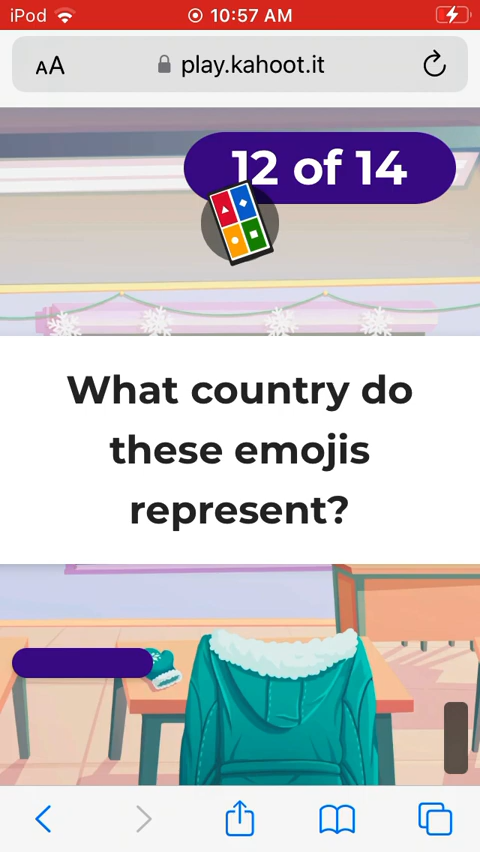 iPod 10:57 AM
AA play.kahoot.it
12 of 14
What country do
these emojis
represent?